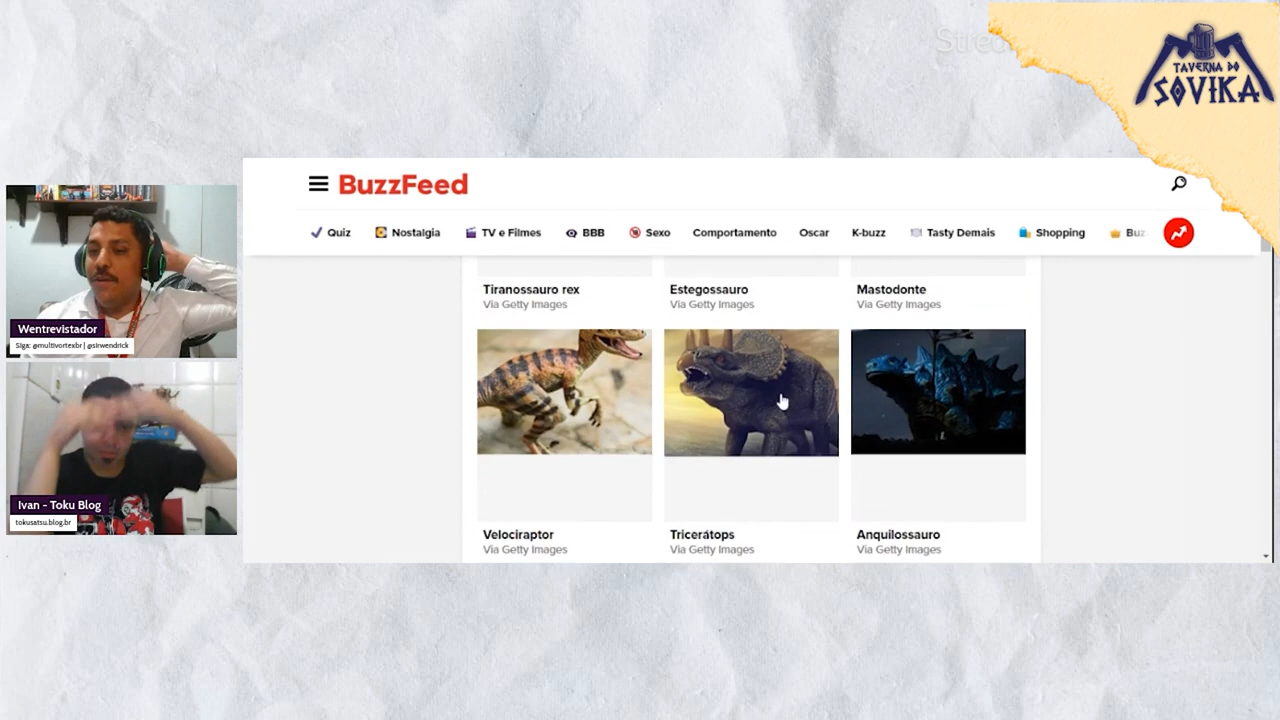 TAVERNA DO
SOVIKA
BuzzFeed
Quiz
Nostalgia
TV e Filmes
BBB
Sexo
Comportamento
Oscar
K-buzz
Tasty Demais
Shopping
Tiranossauro rex
Via Getty Images
Estegossauro
Via Getty Images
Mastodonte
Via Getty Images
Velociraptor
Via Getty Images
Tricerátops
Via Getty Images
Anquilossauro
Via Getty Images
Wentrevistador
Siga: @multivortexbr | @sirwendrick
Ivan - Toku Blog
tokusatsu.blog.br